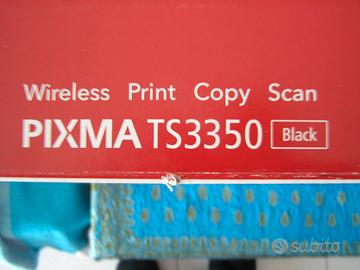 Wireless Print Copy Scan
PIXMA TS3350 Black
subito